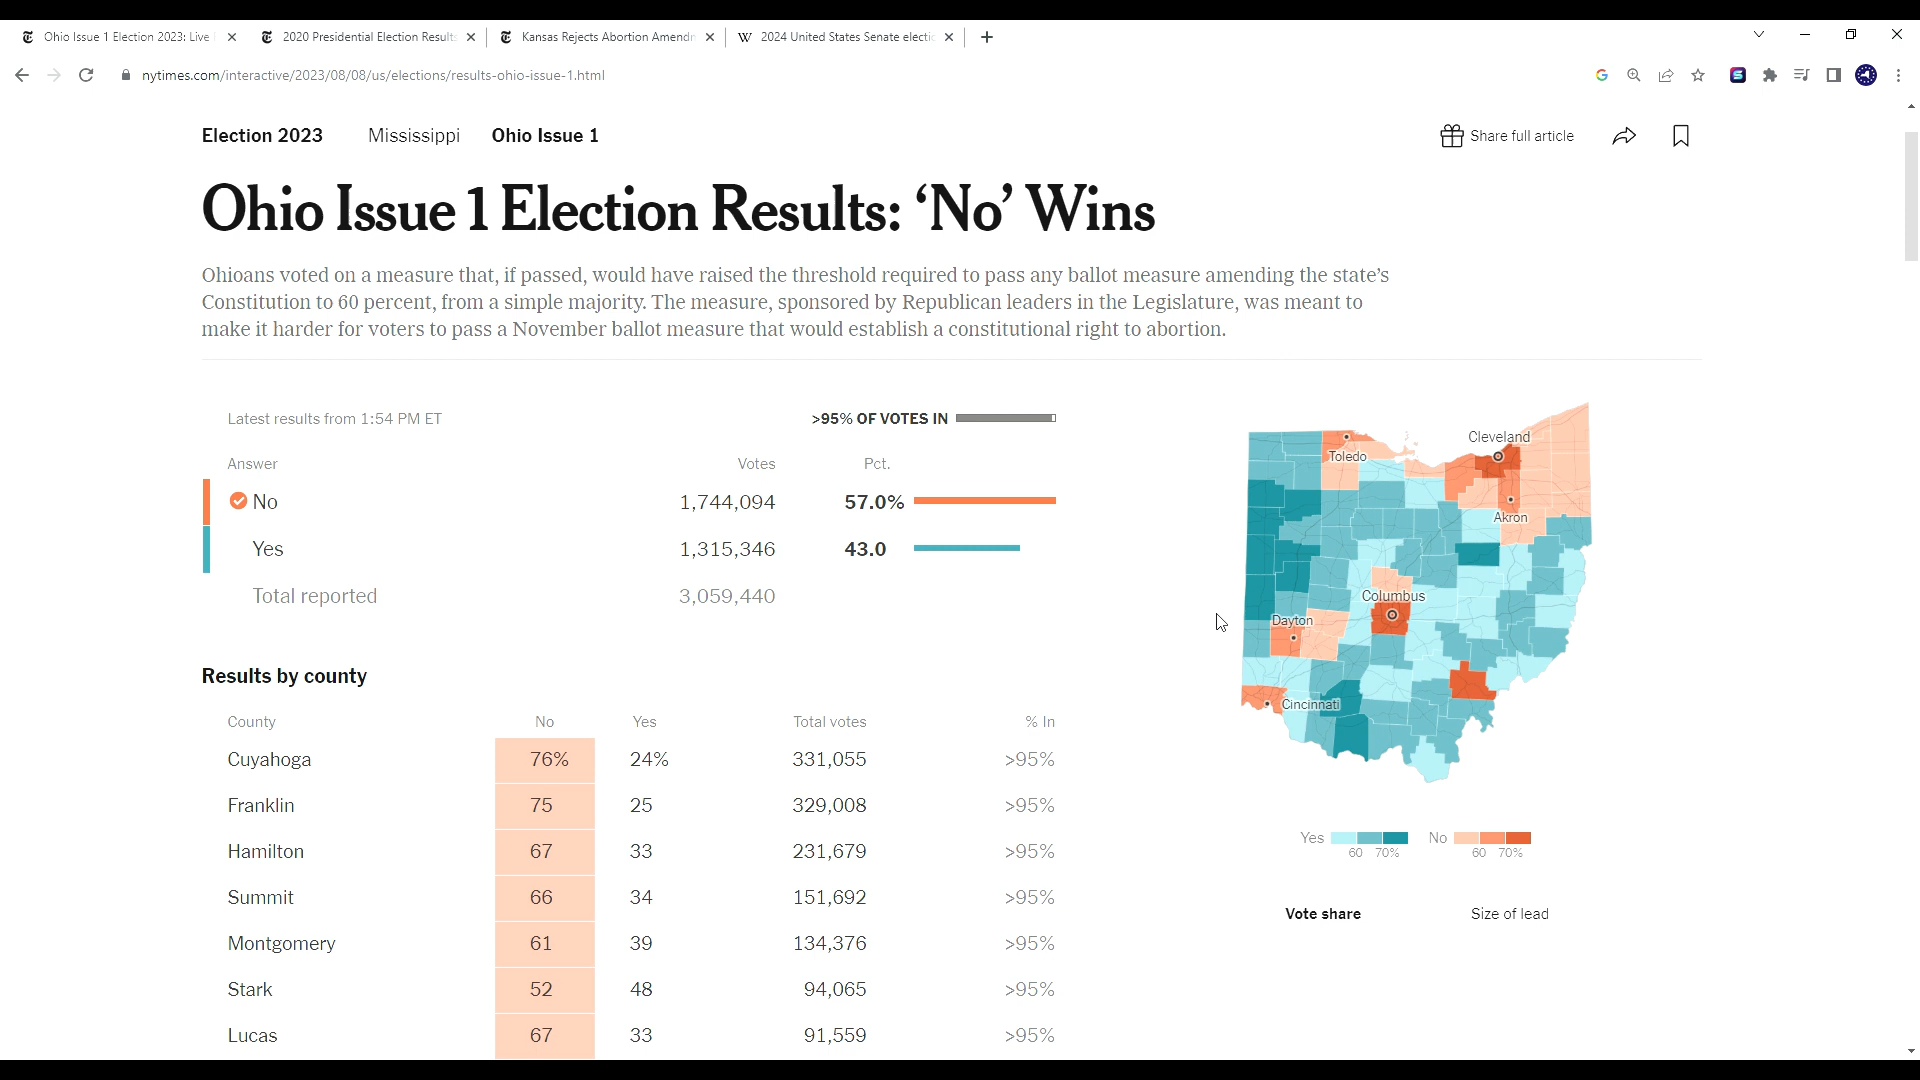 Ohio Issue 1 Election 2023: Live
2020 Presidential Election Results
Kansas Rejects Abortion Amendm
W 2024 United States Senate electio
nytimes.com/interactive/2023/08/08/us/elections/results-ohio-issue-1.html
Election 2023 Mississippi Ohio Issue 1
Share full article
Ohio Issue 1 Election Results: ‘No’ Wins
Ohioans voted on a measure that, if passed, would have raised the threshold required to pass any ballot measure amending the state’s
Constitution to 60 percent, from a simple majority. The measure, sponsored by Republican leaders in the Legislature, was meant to
make it harder for voters to pass a November ballot measure that would establish a constitutional right to abortion.
Latest results from 1:54 PM ET >95% OF VOTES IN
Answer Votes Pct.
No 1,744,094 57.0%
Yes 1,315,346 43.0
Total reported 3,059,440
Results by county
County No Yes Total votes % In
Cuyahoga 76% 24% 331,055 >95%
Franklin 75 25 329,008 >95%
Hamilton 67 33 231,679 >95%
Summit 66 34 151,692 >95%
Montgomery 61 39 134,376 >95%
Stark 52 48 94,065 >95%
Lucas 67 33 91,559 >95%
Cleveland
Toledo
Akron
Columbus
Dayton
Cincinnati
Yes No
60 70% 60 70%
Vote share Size of lead